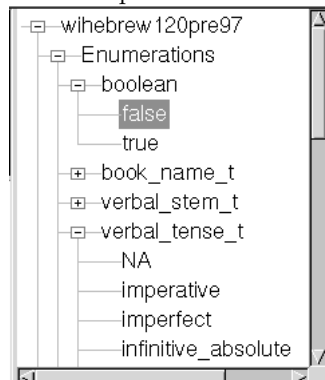 wihebrew120pre97
Enumerations
boolean
false
true
book_name_t
verbal_stem_t
verbal_tense_t
NA
imperative
imperfect
infinitive_absolute